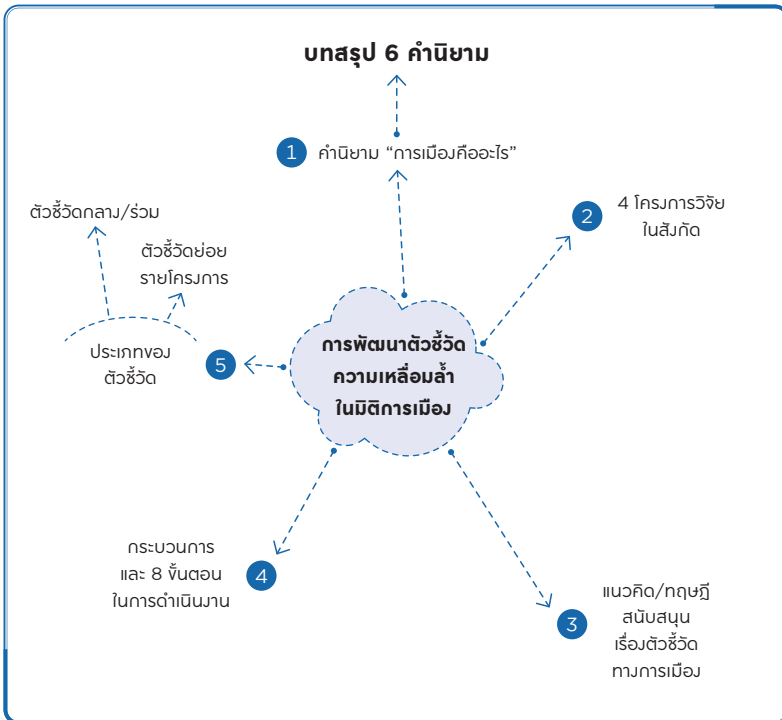 บทสรุป 6 คำนิยาม
1 คำนิยาม “การเมืองคืออะไร”
2 4 โครงการวิจัย
ในสังกัด
ตัวชี้วัดกลาง/ร่วม
ตัวชี้วัดย่อย
รายโครงการ
ประเภทของ
ตัวชี้วัด
5
การพัฒนาตัวชี้วัด
ความเหลื่อมล้ำ
ในมิติการเมือง
กระบวนการ
และ 8 ขั้นตอน
ในการดำเนินงาน
4
3
แนวคิด/ทฤษฎี
สนับสนุน
เรื่องตัวชี้วัด
ทางการเมือง